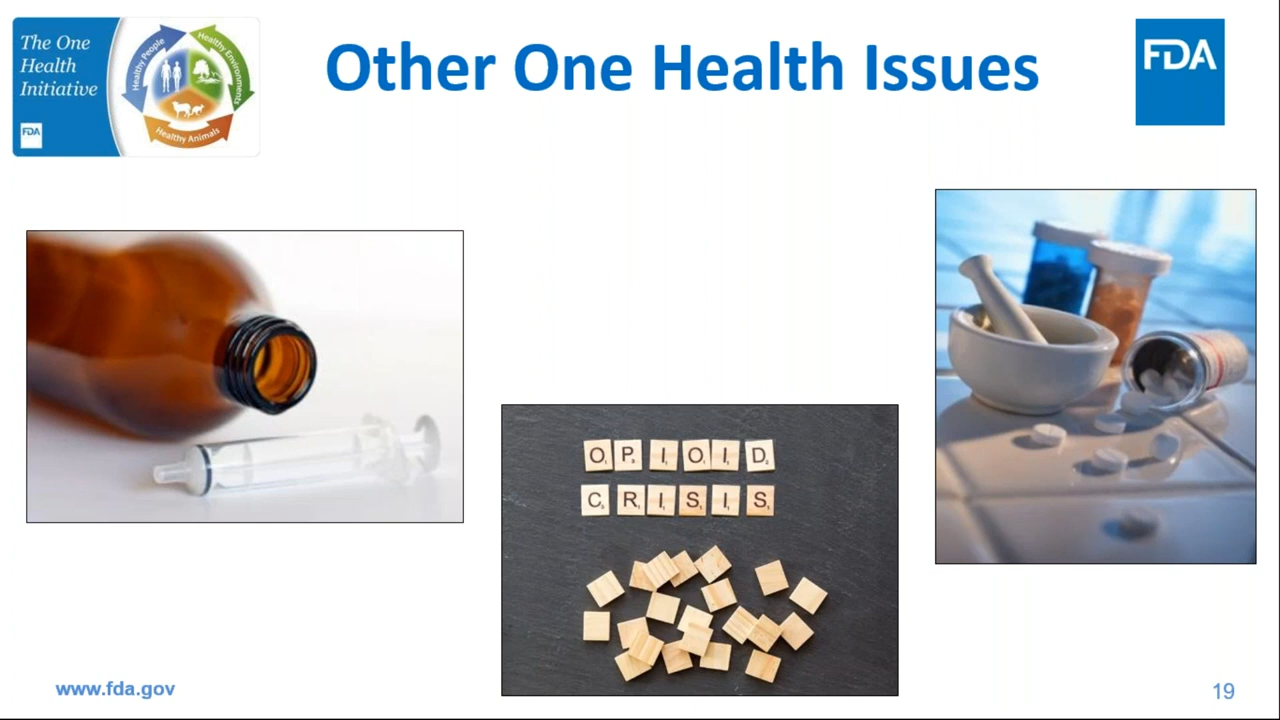 The One
Health
Initiative
FDA
Healthy People
Healthy Environments
Healthy Animals
Other One Health Issues
FDA
OPIOID
CRISIS
www.fda.gov
19